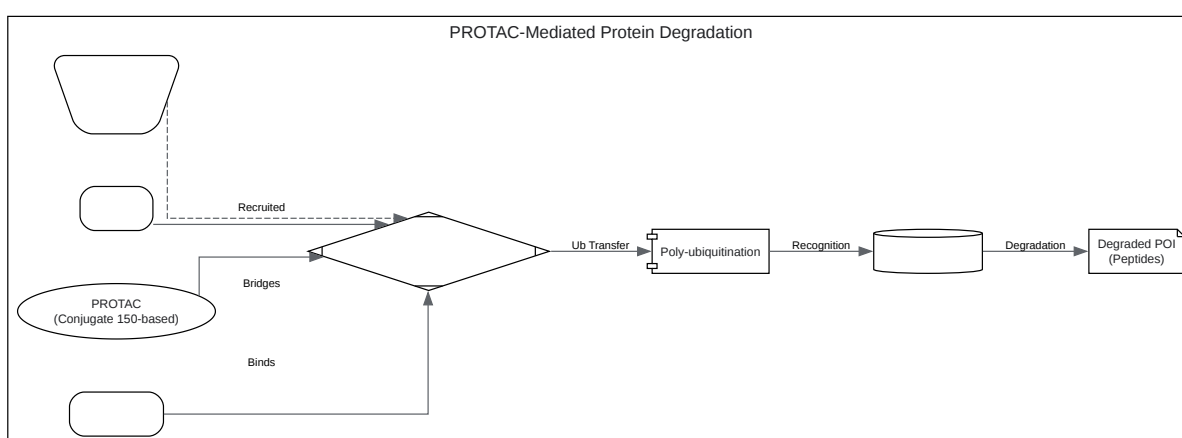 PROTAC-Mediated Protein Degradation
Recruited
Ub Transfer
Poly-ubiquitination
Recognition
Degradation
Degraded POI
(Peptides)
Bridges
PROTAC
(Conjugate 150-based)
Binds